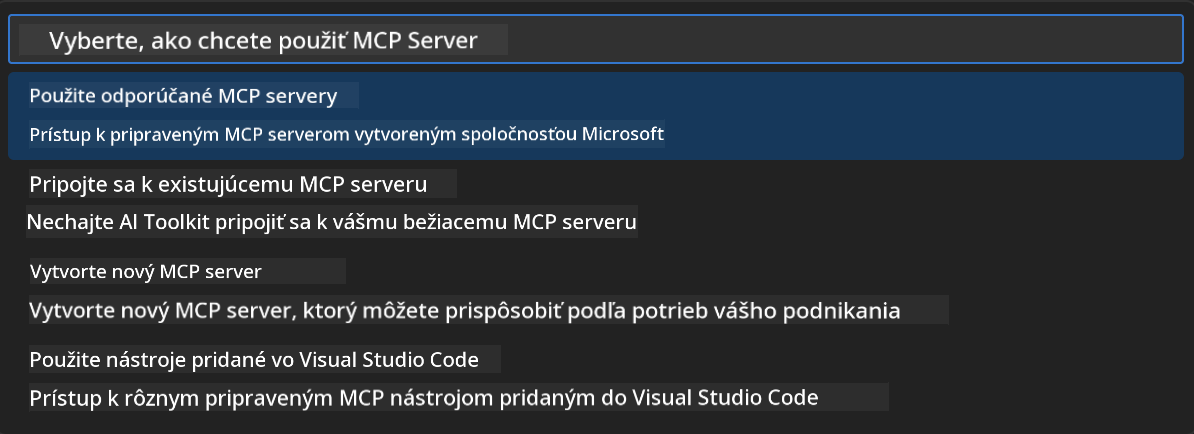 Vyberte, ako chcete použiť MCP Server
Použite odporúčané MCP servery
Prístup k pripraveným MCP serverom vytvoreným spoločnosťou Microsoft
Pripojte sa k existujúcemu MCP serveru
Nechajte AI Toolkit pripojiť sa k vášmu bežiacemu MCP serveru
Vytvorte nový MCP server
Vytvorte nový MCP server, ktorý môžete prispôsobiť podľa potrieb vášho podnikania
Použite nástroje pridané vo Visual Studio Code
Prístup k rôznym pripraveným MCP nástrojom pridaným do Visual Studio Code